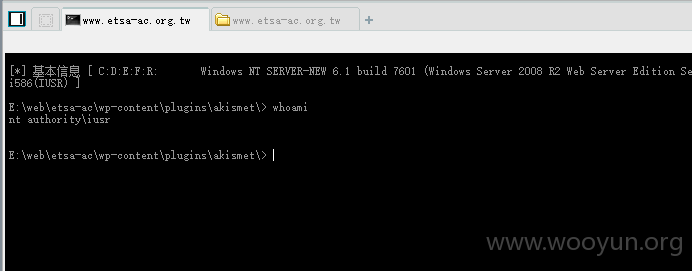 www.etsa-ac.org.tw www.etsa-ac.org.tw
[*] 基本信息 [ C:D:E:F:R: Windows NT SERVER-NEW 6.1 build 7601 (Windows Server 2008 R2 Web Server Edition Se
i586(IUSR) ]
E:\web\etsa-ac\wp-content\plugins\akismet\> whoami
nt authority\iusr
E:\web\etsa-ac\wp-content\plugins\akismet\>
www.wooyun.org